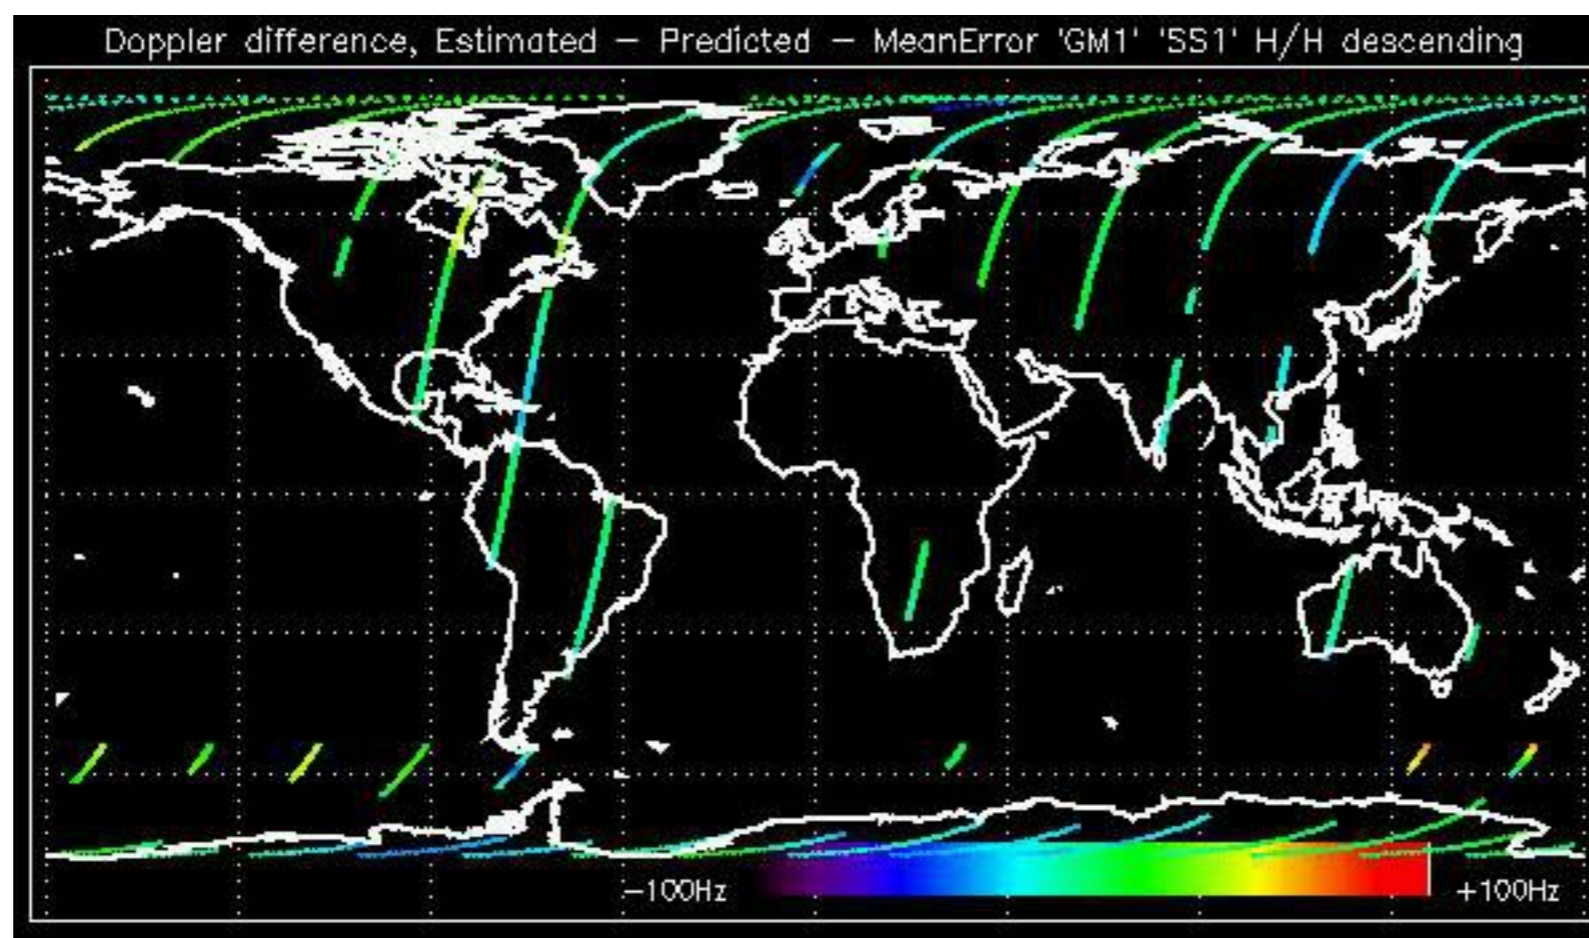 Doppler difference, Estimated – Predicted – MeanError 'GM1' 'SS1' H/H descending
–100Hz
+100Hz